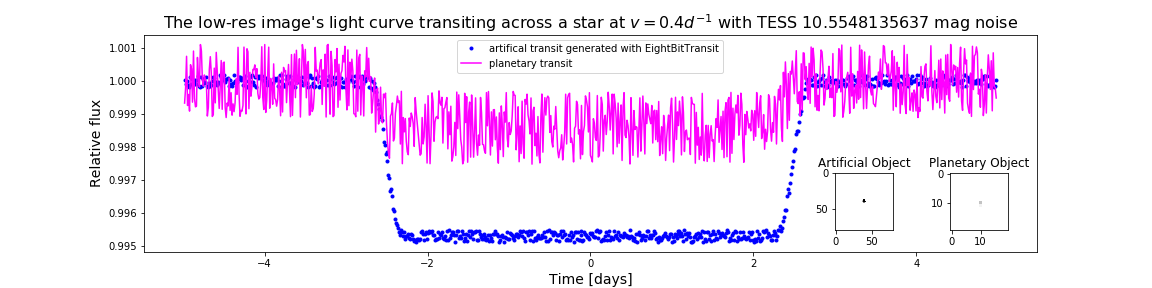 The low-res image's light curve transiting across a star at v = 0.4d⁻¹ with TESS 10.5548135637 mag noise
artifical transit generated with EightBitTransit
planetary transit
Relative flux
1.001
1.000
0.999
0.998
0.997
0.996
0.995
Artificial Object
0
50
0 50
Planetary Object
0
10
0 10
−4 −2 0 2 4
Time [days]